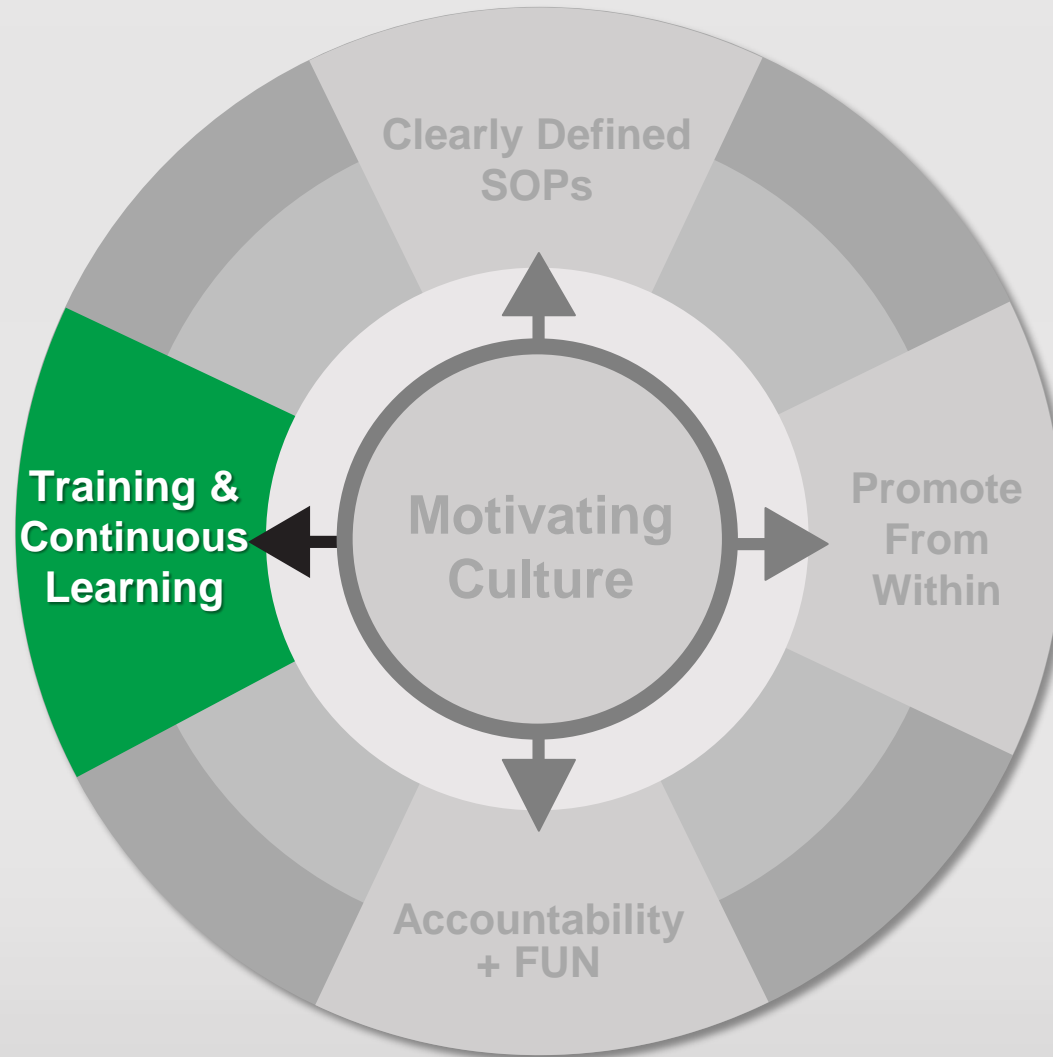 Clearly Defined
SOPs
Training &
Continuous
Learning
Motivating
Culture
Promote
From
Within
Accountability
+ FUN